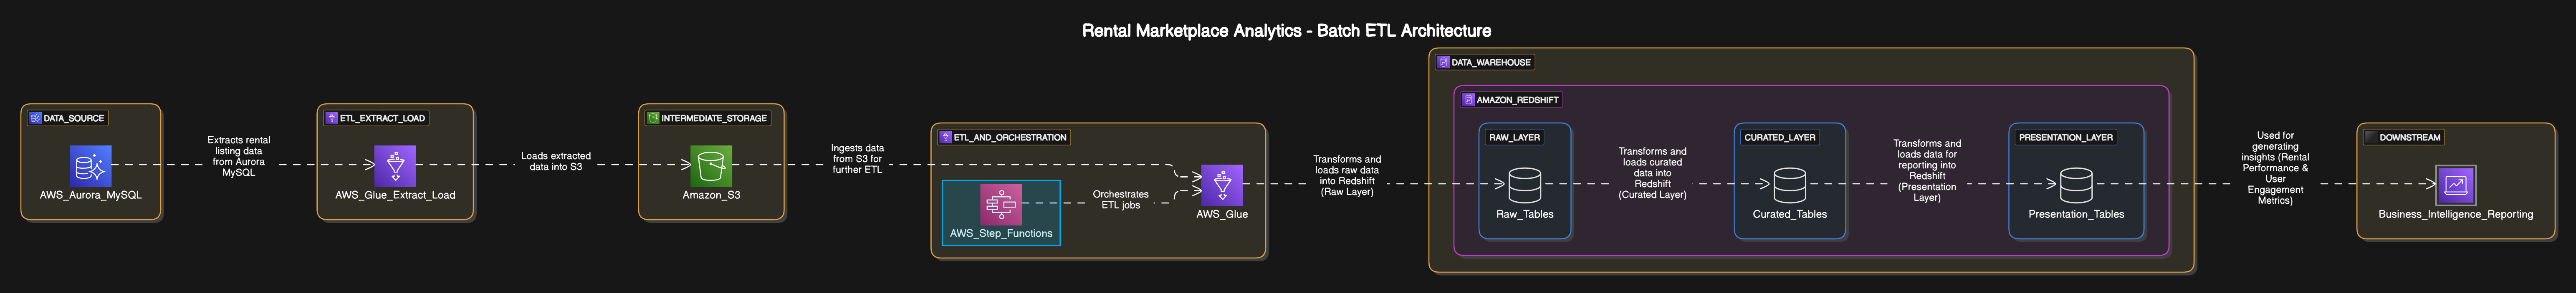 Rental Marketplace Analytics - Batch ETL Architecture
DATA_SOURCE
AWS_Aurora_MySQL
Extracts rental
listing data
from Aurora
MySQL
ETL_EXTRACT_LOAD
AWS_Glue_Extract_Load
Loads extracted
data into S3
INTERMEDIATE_STORAGE
Amazon_S3
Ingests data
from S3 for
further ETL
ETL_AND_ORCHESTRATION
AWS_Step_Functions
Orchestrates
ETL jobs
AWS_Glue
Transforms and
loads raw data
into Redshift
(Raw Layer)
DATA_WAREHOUSE
AMAZON_REDSHIFT
RAW_LAYER
Raw_Tables
Transforms and
loads curated
data into
Redshift
(Curated Layer)
CURATED_LAYER
Curated_Tables
Transforms and
loads data for
reporting into
Redshift
(Presentation
Layer)
PRESENTATION_LAYER
Presentation_Tables
Used for
generating
insights (Rental
Performance &
User
Engagement
Metrics)
DOWNSTREAM
Business_Intelligence_Reporting